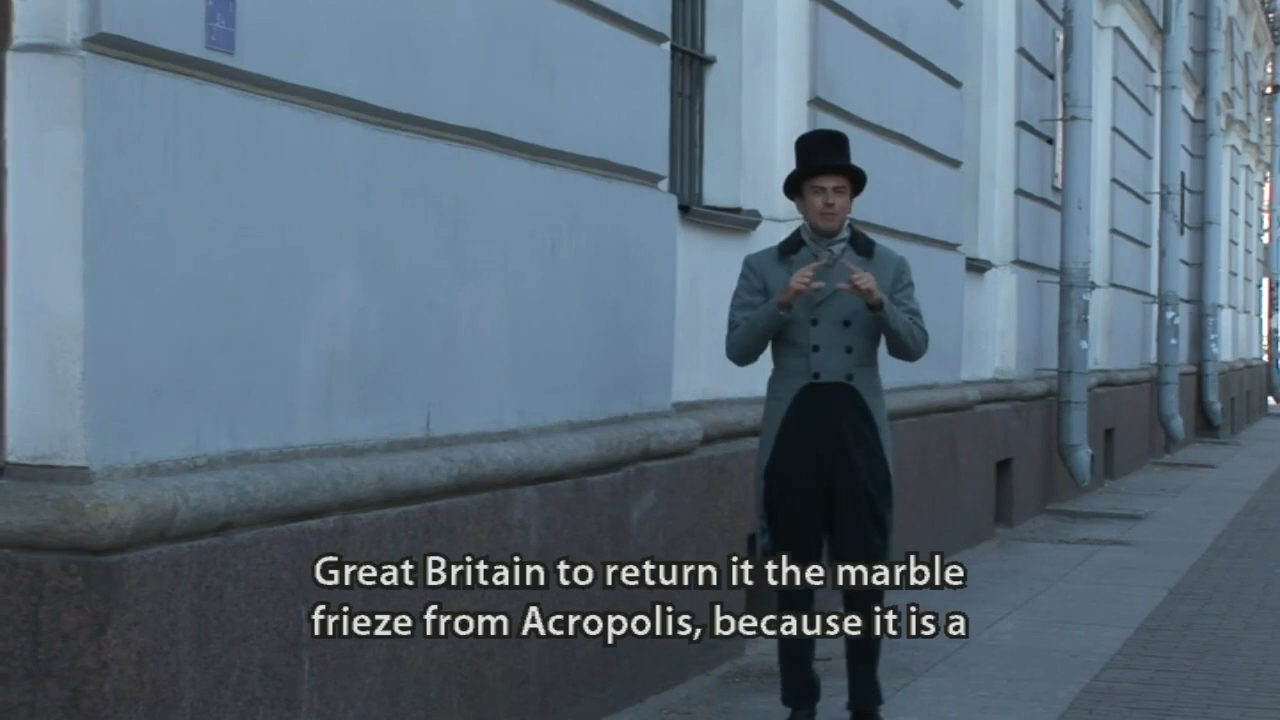 Great Britain to return it the marble
frieze from Acropolis, because it is a